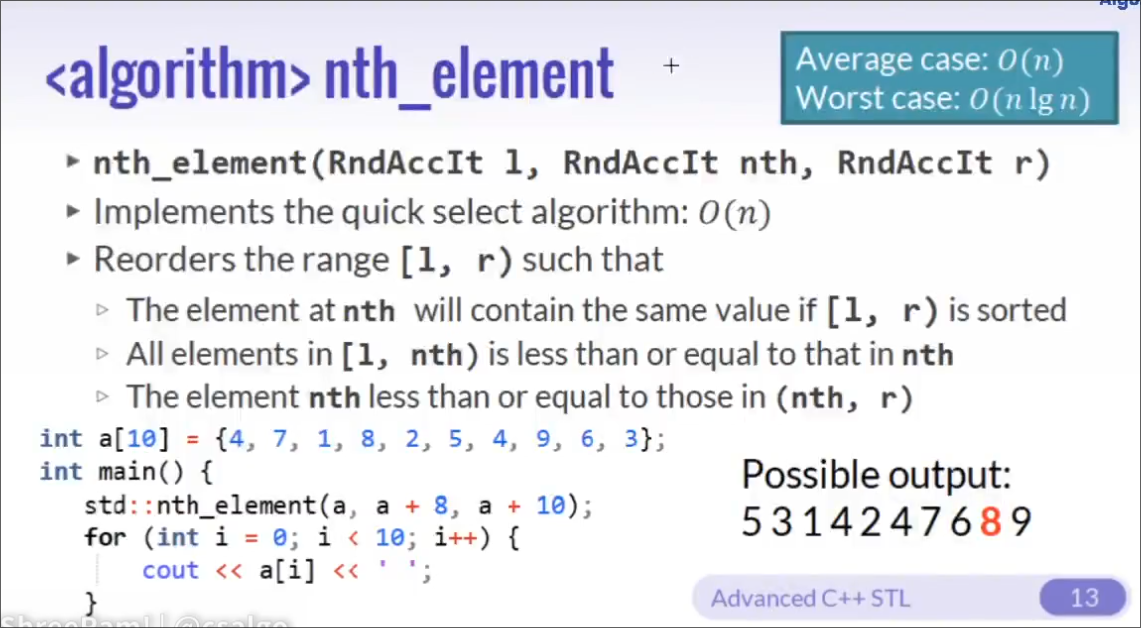 <algorithm> nth_element
Average case: O(n)
Worst case: O(n lg n)
nth_element(RndAccIt l, RndAccIt nth, RndAccIt r)
Implements the quick select algorithm: O(n)
Reorders the range [l, r) such that
The element at nth will contain the same value if [l, r) is sorted
All elements in [l, nth) is less than or equal to that in nth
The element nth less than or equal to those in (nth, r)
int a[10] = {4, 7, 1, 8, 2, 5, 4, 9, 6, 3};
int main() {
std::nth_element(a, a + 8, a + 10);
for (int i = 0; i < 10; i++) {
cout << a[i] << ' ';
}
Possible output:
5 3 1 4 2 4 7 6 8 9
Advanced C++ STL
13